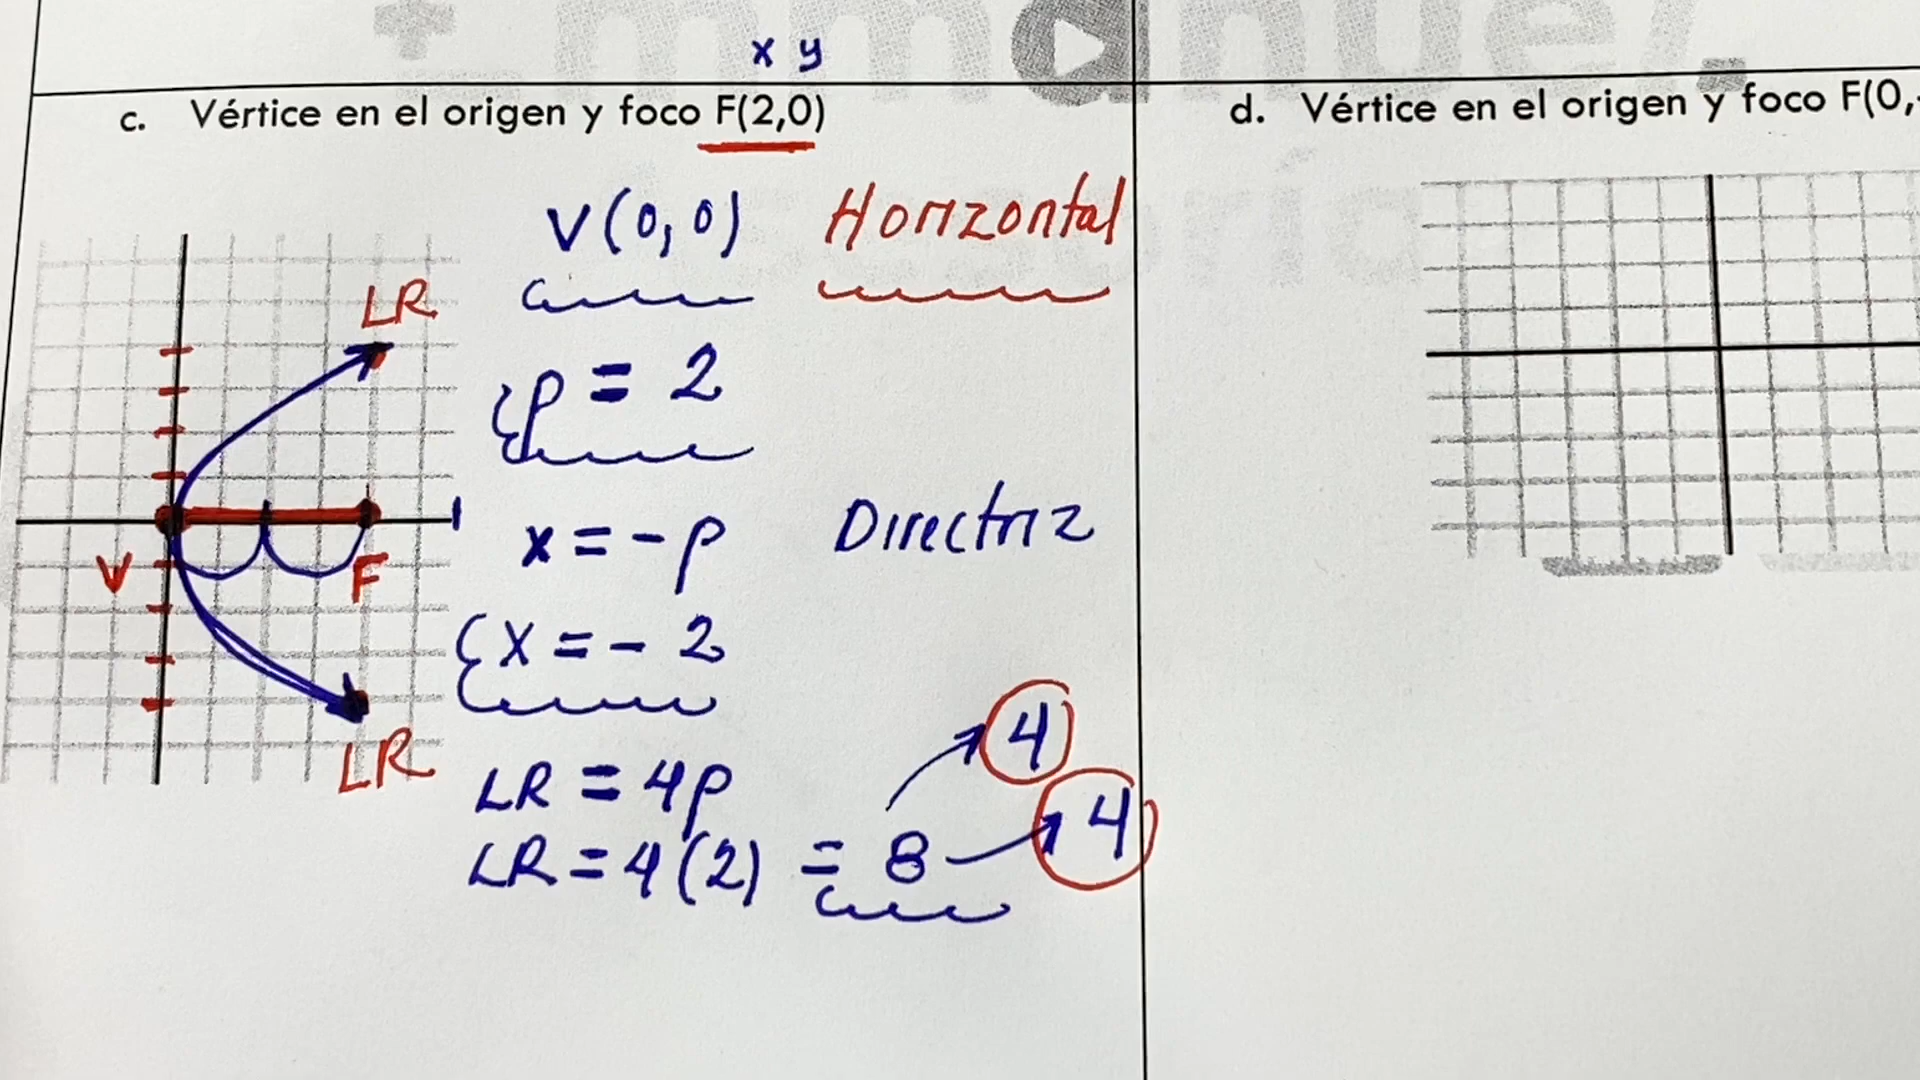 x y
c. Vértice en el origen y foco F(2,0)
V(0,0) Horizontal
LR
p = 2
x = -p Directriz
V F
x = - 2
LR
4
LR = 4p
4
LR = 4(2) = 8
d. Vértice en el origen y foco F(0,